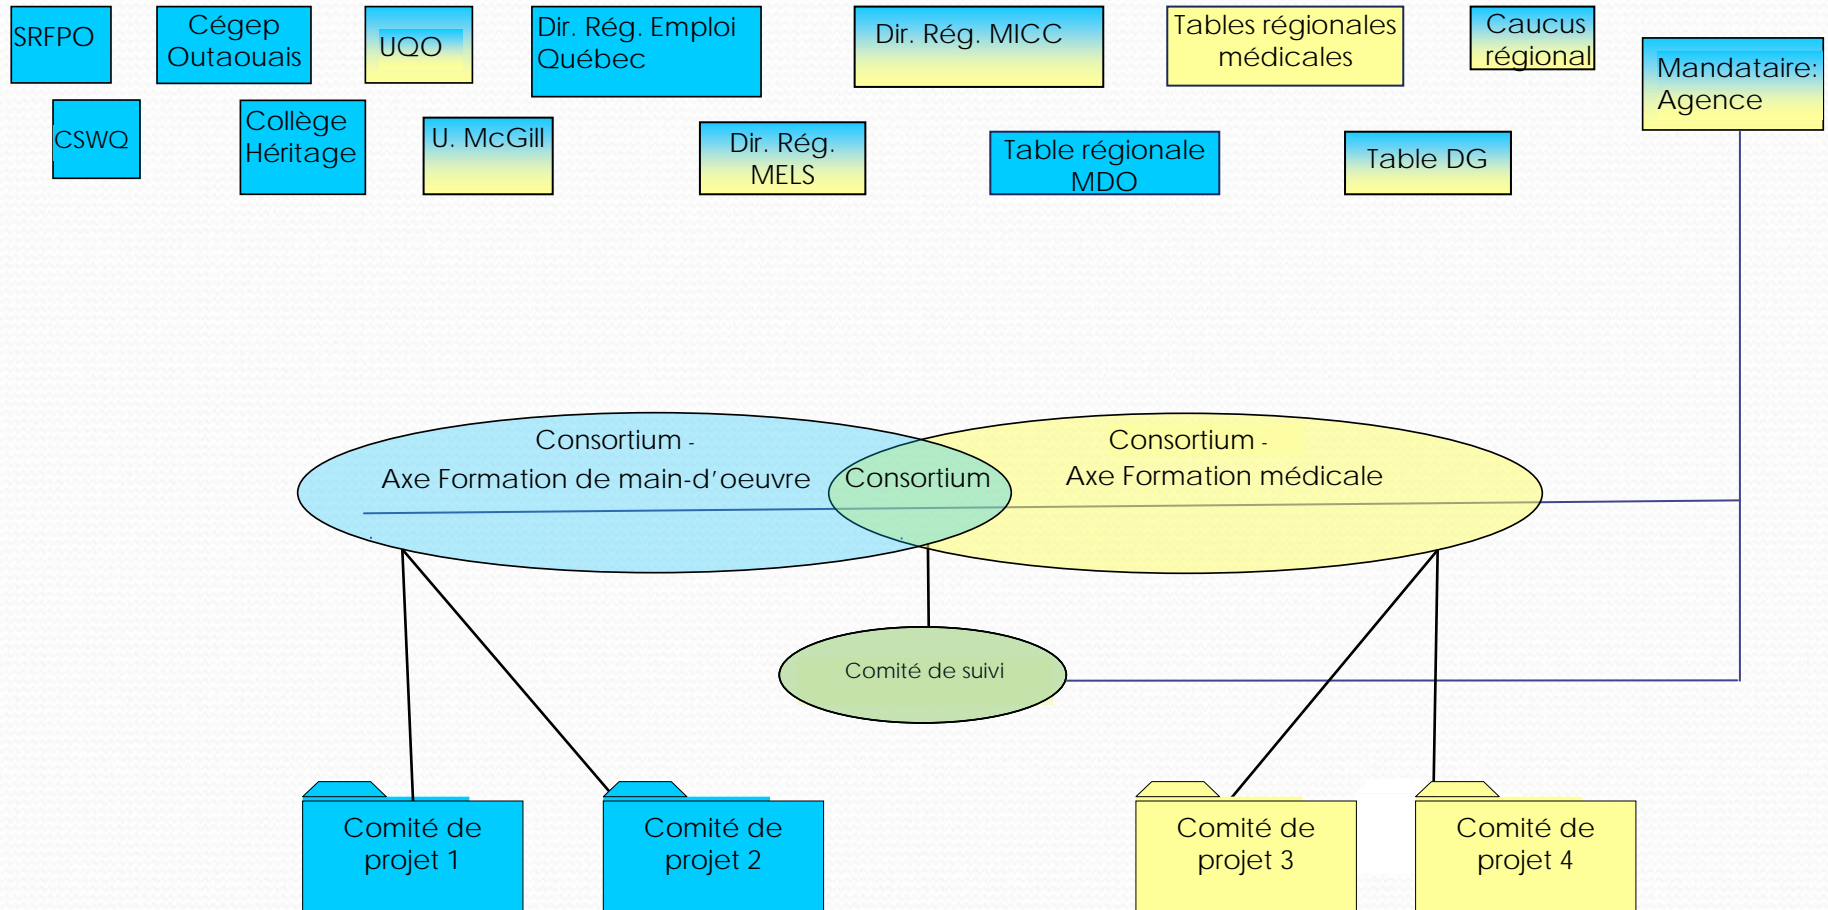 SRFPO
Cégep
Outaouais
UQO
Dir. Rég. Emploi
Québec
Dir. Rég. MICC
Tables régionales
médicales
Caucus
régional
Mandataire:
Agence
CSWQ
Collège
Héritage
U. McGill
Dir. Rég.
MELS
Table régionale
MDO
Table DG
Consortium -
Axe Formation de main-d'oeuvre
Consortium
Consortium -
Axe Formation médicale
Comité de suivi
Comité de
projet 1
Comité de
projet 2
Comité de
projet 3
Comité de
projet 4